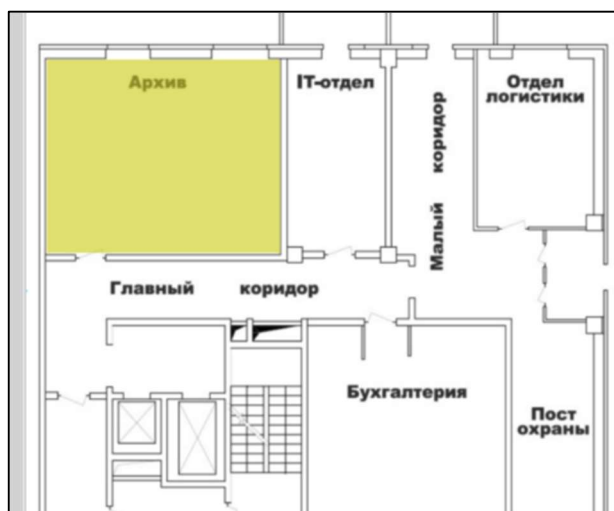 Архив
IT-отдел
Отдел
логистики
Малый коридор
Главный коридор
Бухгалтерия
Пост
охраны